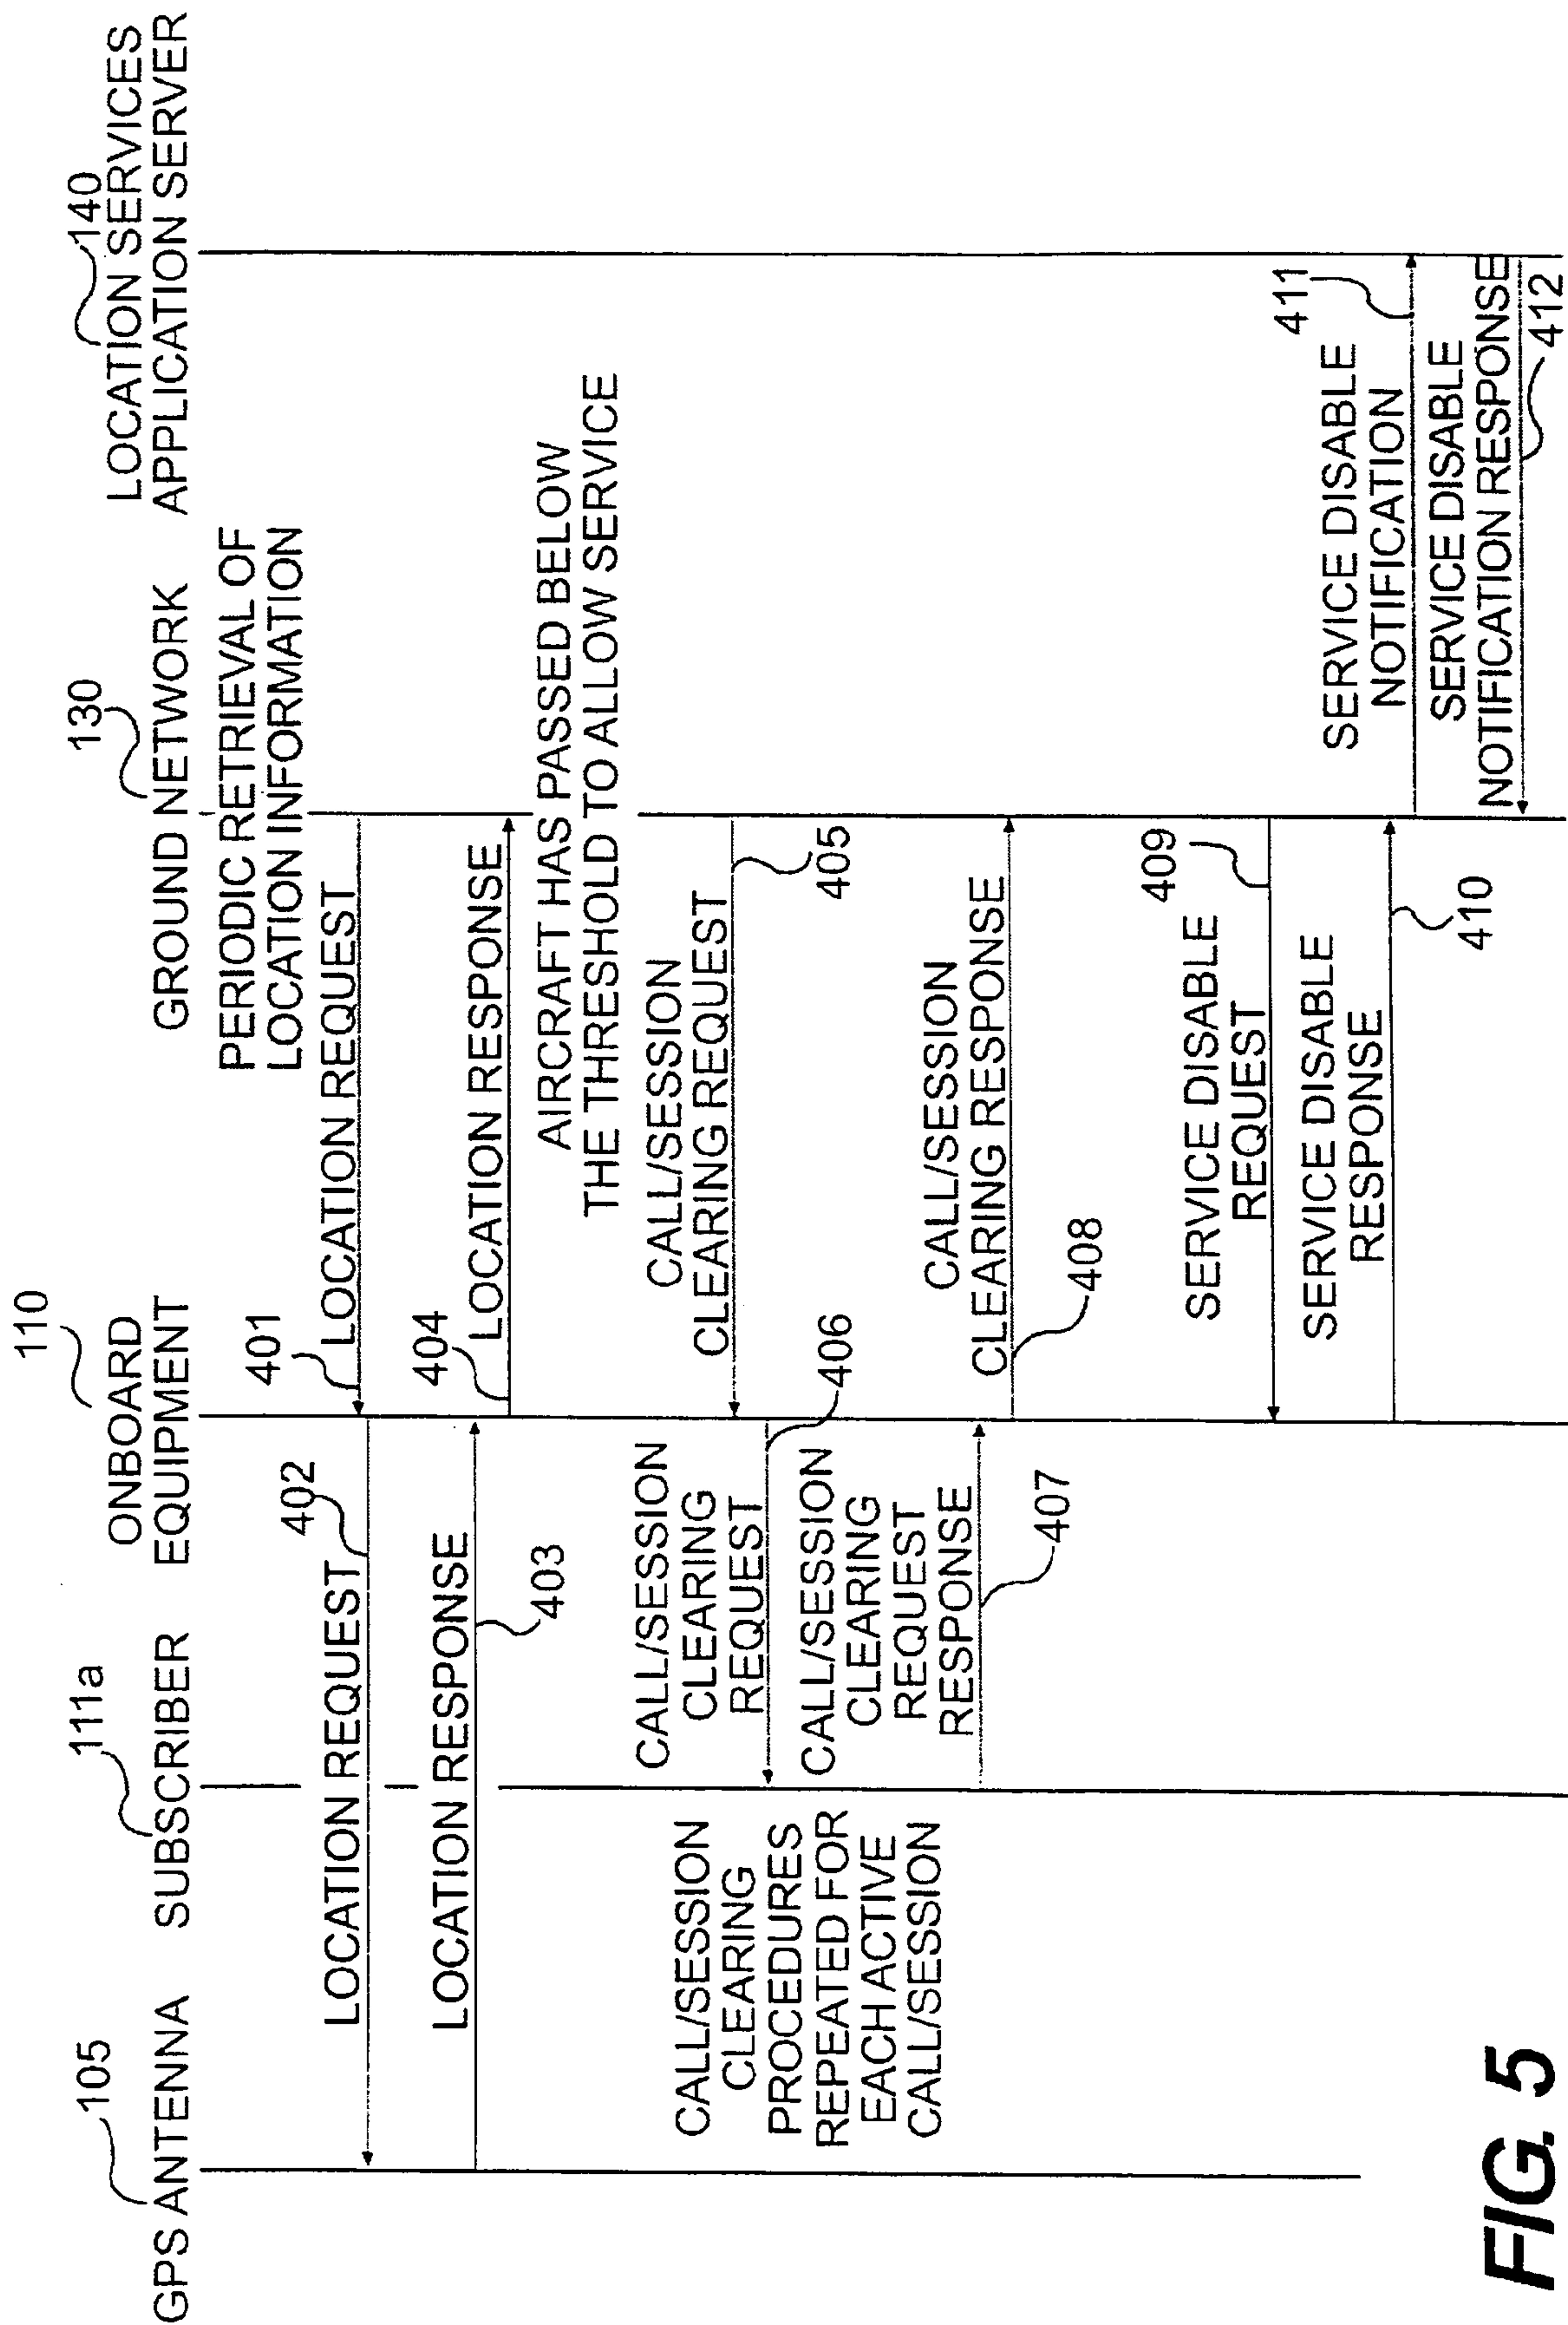 GPS ANTENNA
105
SUBSCRIBER
111a
ONBOARD
EQUIPMENT
110
GROUND NETWORK
130
LOCATION SERVICES
APPLICATION SERVER
140
PERIODIC RETRIEVAL OF
LOCATION INFORMATION
401
LOCATION REQUEST
LOCATION REQUEST
402
LOCATION RESPONSE
403
404
LOCATION RESPONSE
AIRCRAFT HAS PASSED BELOW
THE THRESHOLD TO ALLOW SERVICE
CALL/SESSION
CLEARING REQUEST
405
CALL/SESSION
CLEARING
REQUEST
406
CALL/SESSION
CLEARING
PROCEDURES
REPEATED FOR
EACH ACTIVE
CALL/SESSION
CALL/SESSION
CLEARING
REQUEST
RESPONSE
407
CALL/SESSION
CLEARING RESPONSE
408
SERVICE DISABLE
REQUEST
409
SERVICE DISABLE
RESPONSE
410
SERVICE DISABLE
NOTIFICATION
411
SERVICE DISABLE
NOTIFICATION RESPONSE
412
FIG. 5